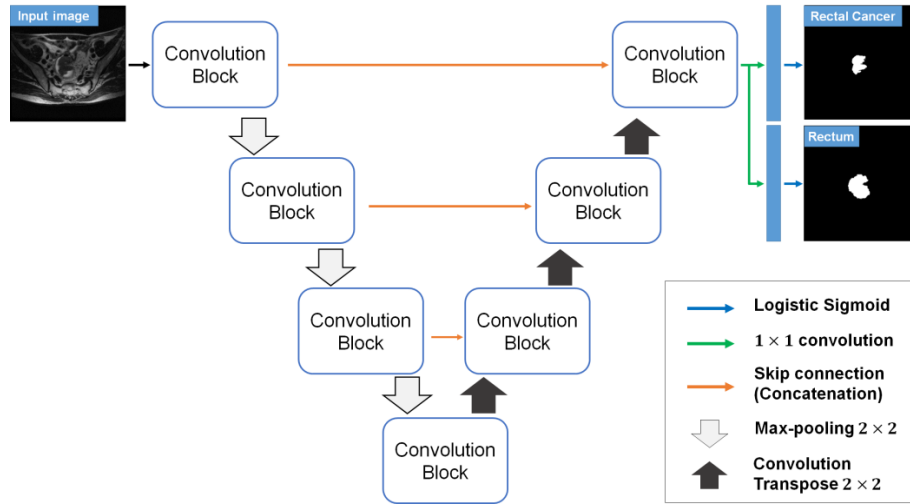 Input image
Convolution
Block
Convolution
Block
Rectal Cancer
Rectum
Convolution
Block
Convolution
Block
Convolution
Block
Convolution
Block
Convolution
Block
Logistic Sigmoid
1 × 1 convolution
Skip connection
(Concatenation)
Max-pooling 2 × 2
Convolution
Transpose 2 × 2